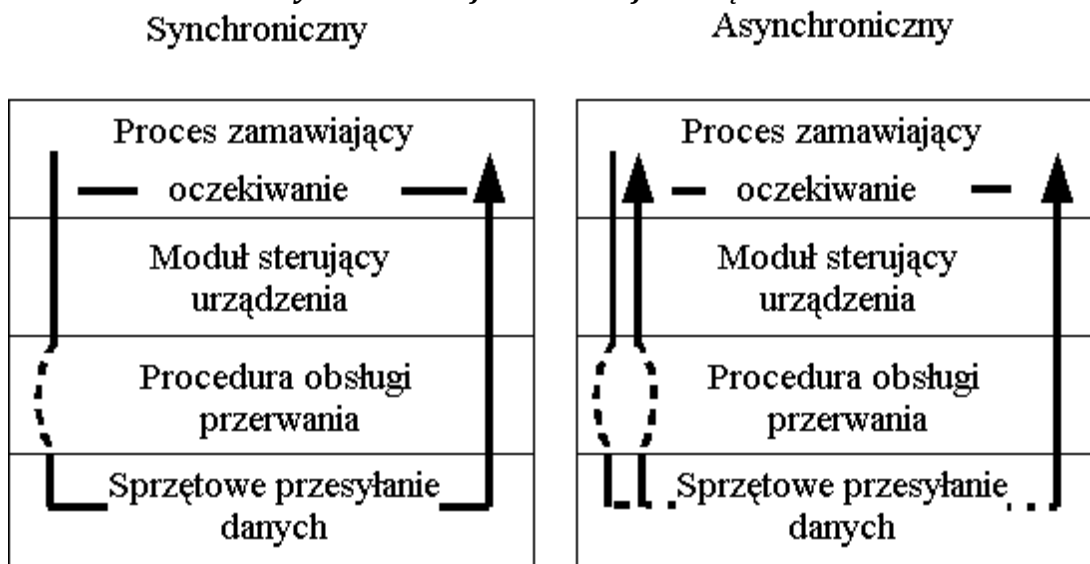 Synchroniczny
Proces zamawiający
oczekiwanie
Moduł sterujący
urządzenia
Procedura obsługi
przerwania
Sprzętowe przesyłanie
danych
Asynchroniczny
Proces zamawiający
oczekiwanie
Moduł sterujący
urządzenia
Procedura obsługi
przerwania
Sprzętowe przesyłanie
danych